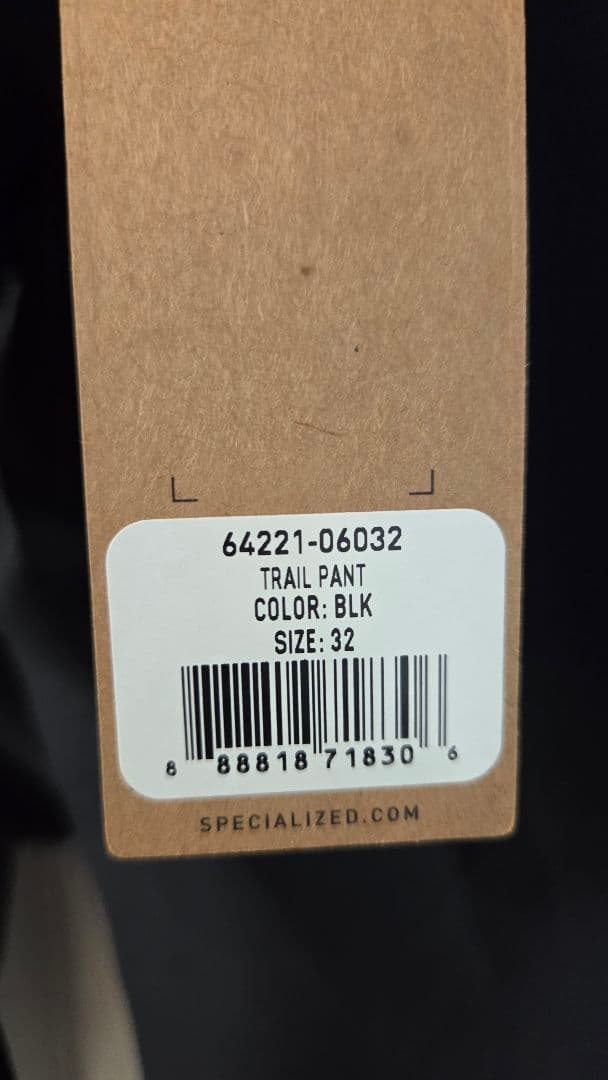 64221-06032
TRAIL PANT
COLOR: BLK
SIZE: 32
8 88818 71830 6
SPECIALIZED.COM